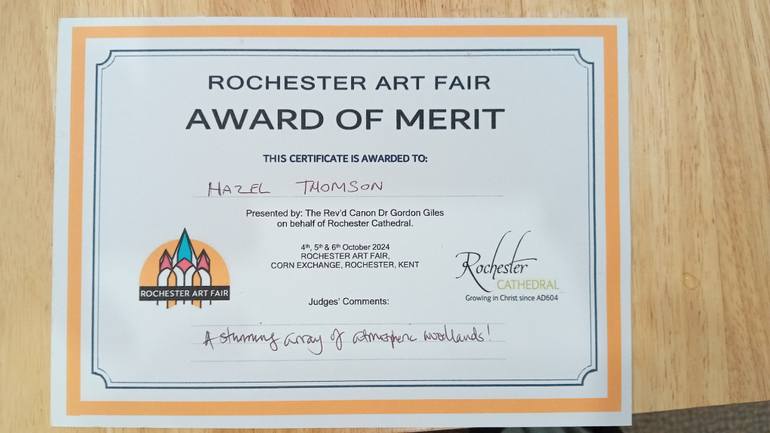 ROCHESTER ART FAIR
AWARD OF MERIT
THIS CERTIFICATE IS AWARDED TO:
HAZEL THOMSON
Presented by: The Rev'd Canon Dr Gordon Giles
on behalf of Rochester Cathedral.
4th, 5th & 6th October 2024
ROCHESTER ART FAIR,
CORN EXCHANGE, ROCHESTER, KENT
ROCHESTER ART FAIR
Rochester
CATHEDRAL
Growing in Christ since AD604
Judges' Comments:
A stunning array of atmospheric woodlands!